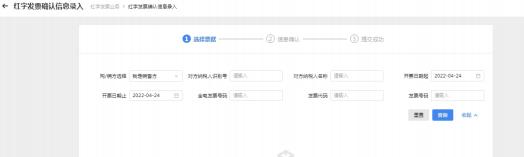 ← 红字发票确认信息录入 红字发票业务 > 红字发票确认信息录入
1 选择票据 2 信息确认 3 提交成功
购/销方选择 我是销售方 对方纳税人识别号 请输入 对方纳税人名称 请输入 开票日期起 2022-04-24
开票日期止 2022-04-24 全电发票号码 请输入 发票代码 请输入 发票号码 请输入
重置 查询 收起